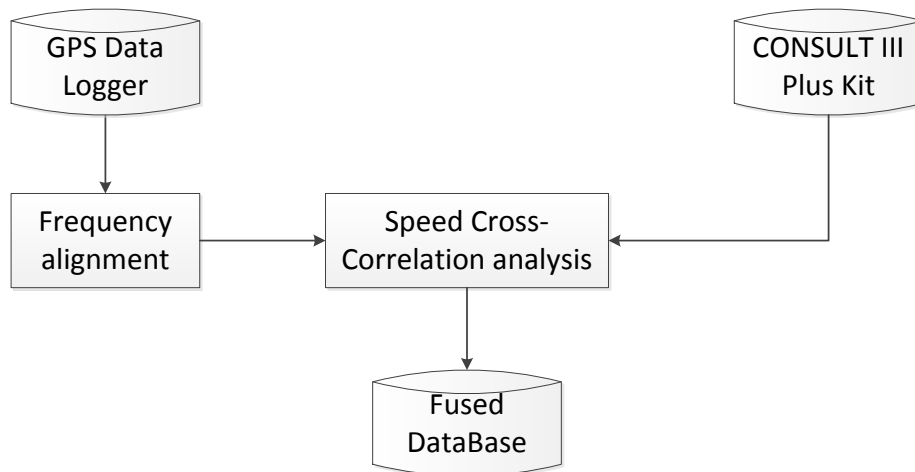 GPS Data
Logger
CONSULT III
Plus Kit
Frequency
alignment
Speed Cross-
Correlation analysis
Fused
DataBase